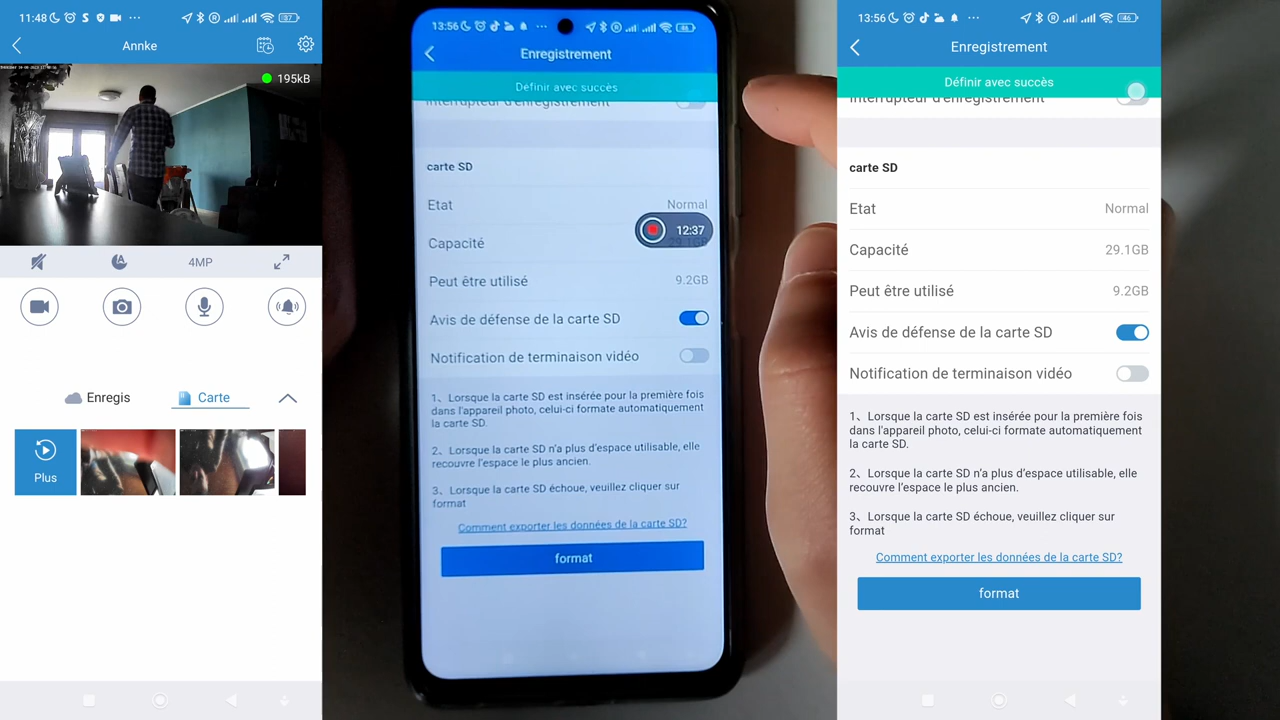 11:48
S
37
Annke
195kB
4MP
Enregis
Carte
Plus
13:56
Enregistrement
Définir avec succès
Interrupteur d'enregistrement
carte SD
Etat
Normal
12:37
Capacité
29.1GB
Peut être utilisé
9.2GB
Avis de défense de la carte SD
Notification de terminaison vidéo
1、Lorsque la carte SD est insérée pour la première fois
dans l'appareil photo, celui-ci formate automatiquement
la carte SD.
2、Lorsque la carte SD n'a plus d'espace utilisable, elle
recouvre l'espace le plus ancien.
3、Lorsque la carte SD échoue, veuillez cliquer sur
format
Comment exporter les données de la carte SD?
format
13:56
46
Enregistrement
Définir avec succès
Interrupteur d'enregistrement
carte SD
Etat
Normal
Capacité
29.1GB
Peut être utilisé
9.2GB
Avis de défense de la carte SD
Notification de terminaison vidéo
1、Lorsque la carte SD est insérée pour la première fois
dans l'appareil photo, celui-ci formate automatiquement
la carte SD.
2、Lorsque la carte SD n'a plus d'espace utilisable, elle
recouvre l'espace le plus ancien.
3、Lorsque la carte SD échoue, veuillez cliquer sur
format
Comment exporter les données de la carte SD?
format